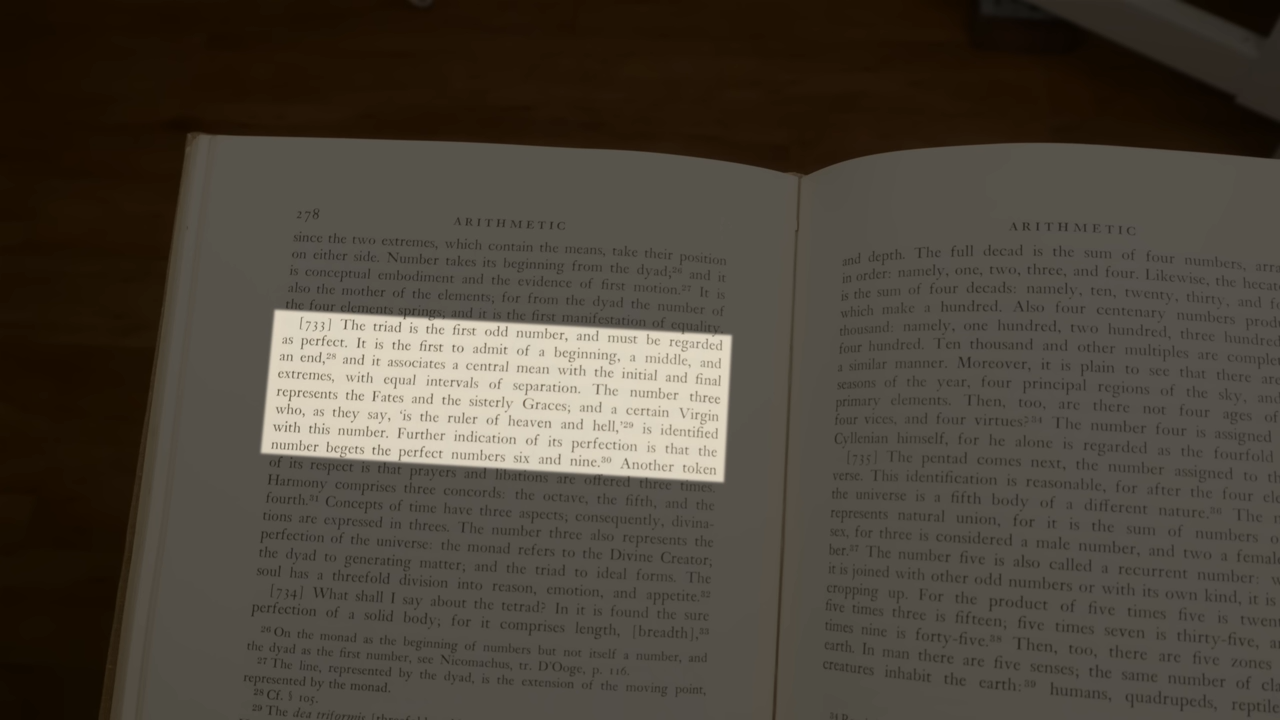 278
ARITHMETIC
since the two extremes, which contain the means, take their position
on either side. Number takes its beginning from the dyad,²⁶ and it
is conceptual embodiment and the evidence of first motion.²⁷ It is
also the mother of the elements; for from the dyad the number of
the four elements springs, and it is the first manifestation of equality.
[733] The triad is the first odd number, and must be regarded
as perfect. It is the first to admit of a beginning, a middle, and
an end,²⁸ and it associates a central mean with the initial and final
extremes, with equal intervals of separation. The number three
represents the Fates and the sisterly Graces; and a certain Virgin
who, as they say, ‘is the ruler of heaven and hell,’²⁹ is identified
with this number. Further indication of its perfection is that the
number begets the perfect numbers six and nine.³⁰ Another token
of its respect is that prayers and libations are offered three times.
Harmony comprises three concords: the octave, the fifth, and the
fourth.³¹ Concepts of time have three aspects; consequently, divina-
tions are expressed in threes. The number three also represents the
perfection of the universe: the monad refers to the Divine Creator;
the dyad to generating matter; and the triad to ideal forms. The
soul has a threefold division into reason, emotion, and appetite.³²
[734] What shall I say about the tetrad? In it is found the sure
perfection of a solid body; for it comprises length, [breadth],³³
²⁶ On the monad as the beginning of numbers but not itself a number, and
the dyad as the first number, see Nicomachus, tr. D'Ooge, p. 116.
²⁷ The line, represented by the dyad, is the extension of the moving point,
represented by the monad.
²⁸ Cf. § 105.
²⁹ The dea triformis
ARITHMETIC
and depth. The full decad is the sum of four numbers,
in order: namely, one, two, three, and four. Likewise, the
is the sum of four decads: namely, ten, twenty, thirty, and
which make a hundred. Also four centenary numbers
thousand: namely, one hundred, two hundred, three hundred
four hundred. Ten thousand and other multiples are
a similar manner. Moreover, it is plain to see that there are
seasons of the year, four principal regions of the sky, and
primary elements. Then, too, are there not four ages of
four vices, and four virtues?³⁴ The number four is assigned
Cyllenian himself, for he alone is regarded as the fourfold
[735] The pentad comes next, the number assigned to the
verse. This identification is reasonable, for after the four
the universe is a fifth body of a different nature.³⁶ The
represents natural union, for it is the sum of numbers
sex, for three is considered a male number, and two a
ber.³⁷ The number five is also called a recurrent number:
it is joined with other odd numbers or with its own kind, it is
cropping up. For the product of five times five is
five times three is fifteen; five times seven is thirty-five,
times nine is forty-five.³⁸ Then, too, there are five zones
earth. In man there are five senses; the same number of
creatures inhabit the earth:³⁹ humans, quadrupeds,